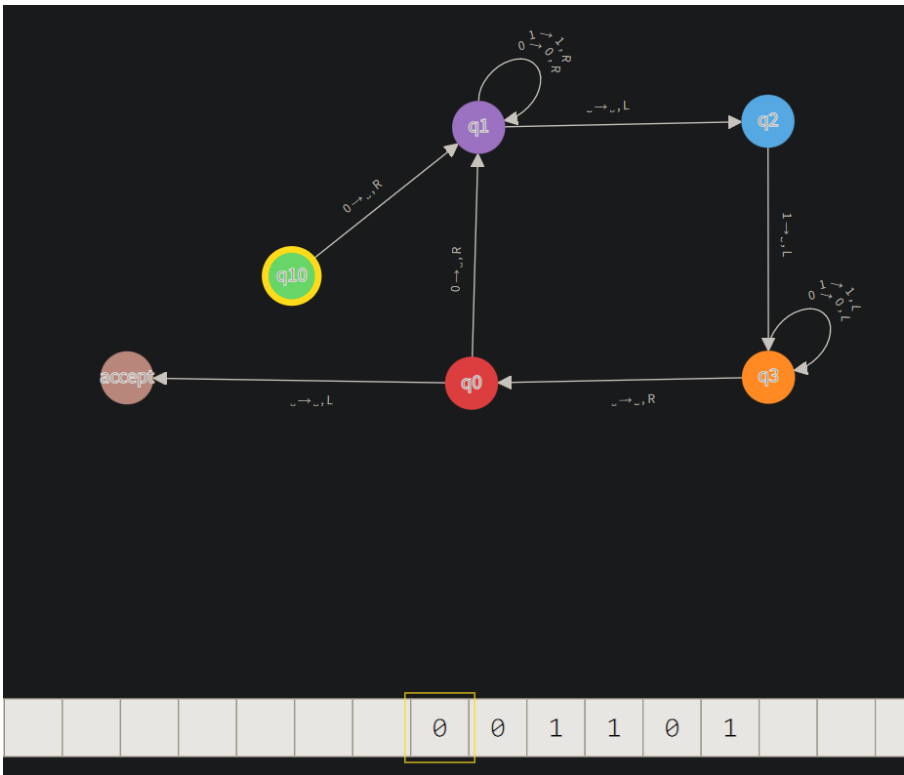 1→1,R
0→0,R
q1
␣→␣,L
q2
0→␣,R
0→␣,R
1→␣,L
q10
1→1,L
0→0,L
accept
q0
q3
␣→␣,L
␣→␣,R
0 0 1 1 0 1